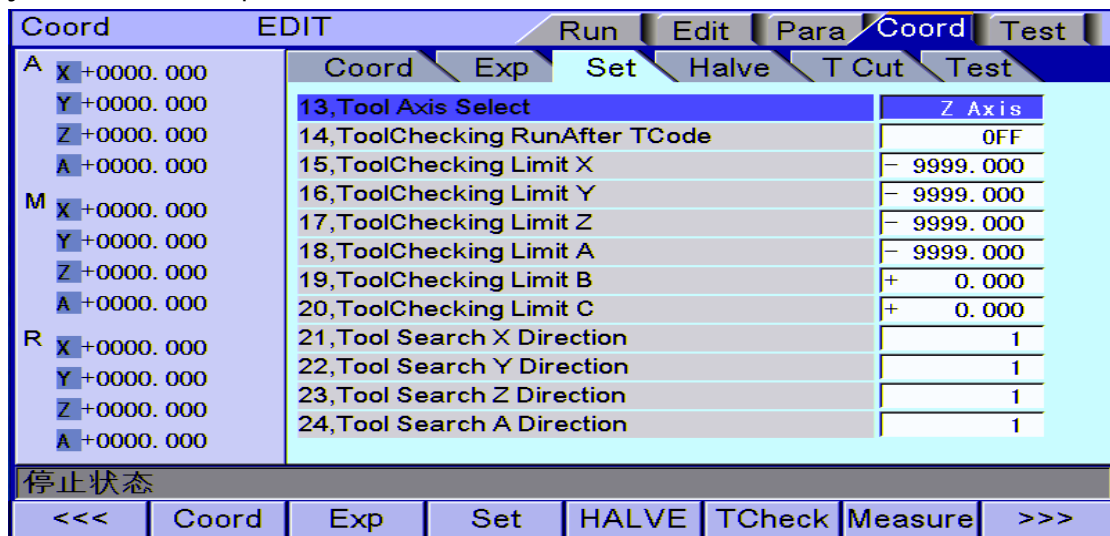 Coord EDIT Run Edit Para Coord Test
Coord Exp Set Halve T Cut Test
A X +0000.000
Y +0000.000
Z +0000.000
A +0000.000
M X +0000.000
Y +0000.000
Z +0000.000
A +0000.000
R X +0000.000
Y +0000.000
Z +0000.000
A +0000.000
13,Tool Axis Select Z Axis
14,ToolChecking RunAfter TCode OFF
15,ToolChecking Limit X - 9999.000
16,ToolChecking Limit Y - 9999.000
17,ToolChecking Limit Z - 9999.000
18,ToolChecking Limit A - 9999.000
19,ToolChecking Limit B + 0.000
20,ToolChecking Limit C + 0.000
21,Tool Search X Direction 1
22,Tool Search Y Direction 1
23,Tool Search Z Direction 1
24,Tool Search A Direction 1
停止状态
<<< Coord Exp Set HALVE TCheck Measure >>>